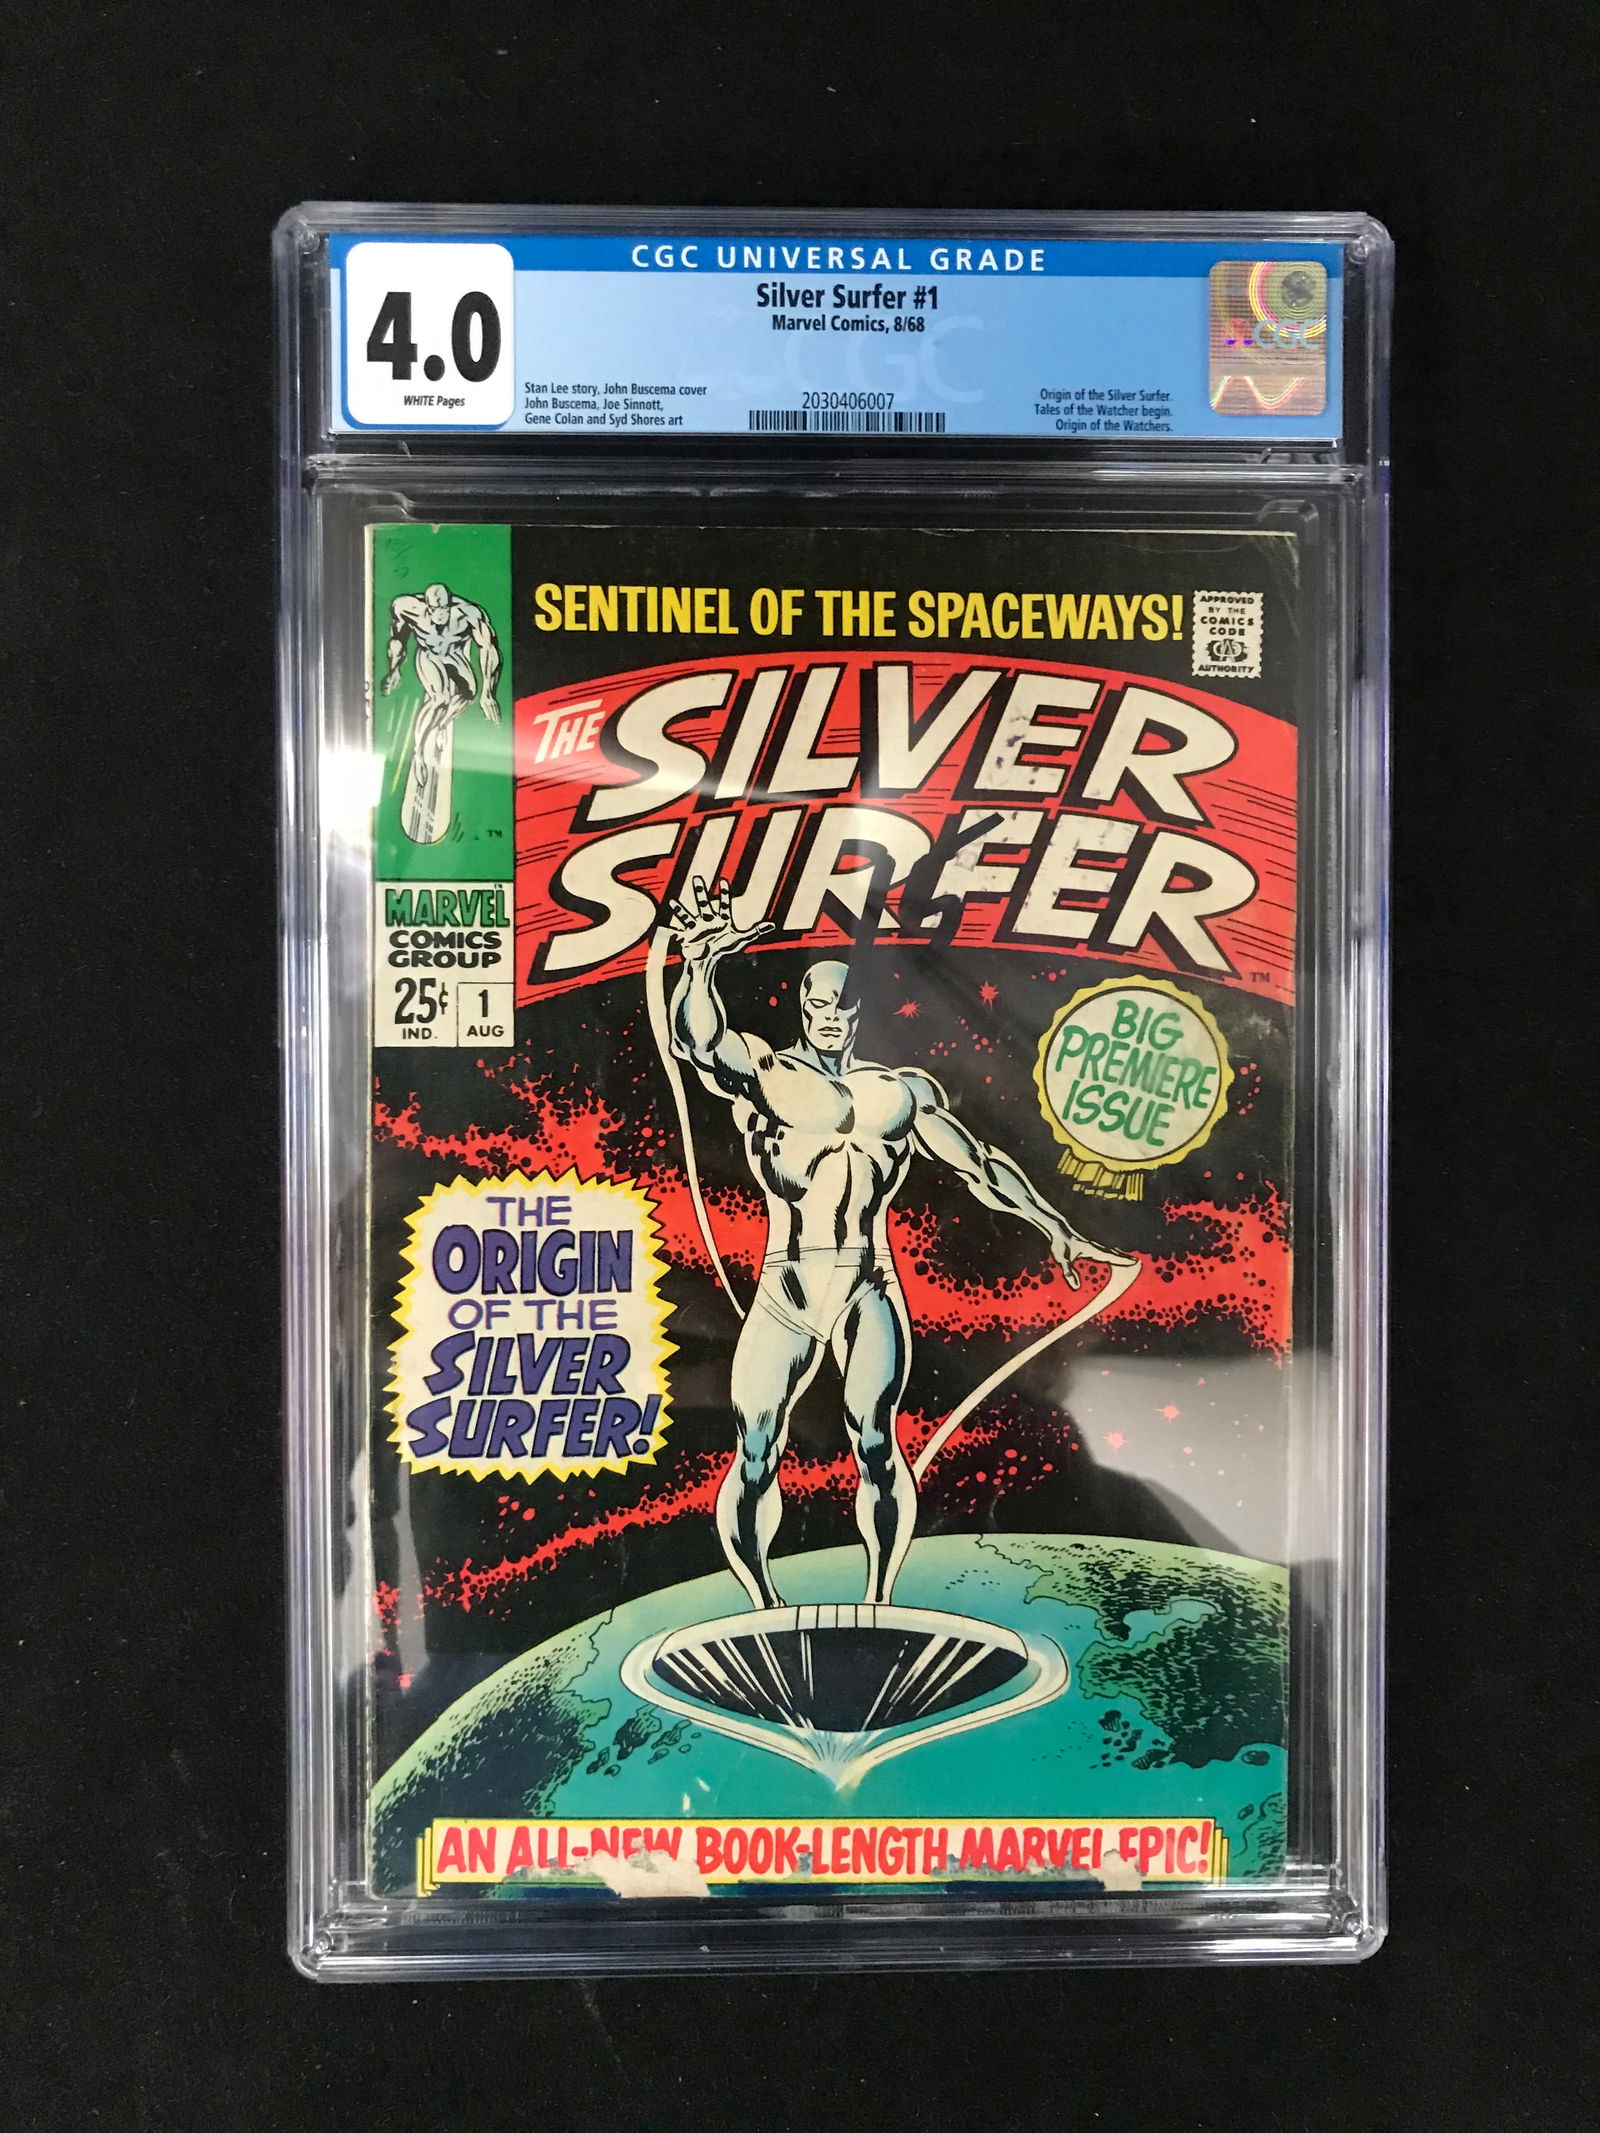 CGC UNIVERSAL GRADE
4.0
WHITE Pages
Silver Surfer #1
Marvel Comics, 8/68
Stan Lee story, John Buscema cover
John Buscema, Joe Sinnott,
Gene Colan and Syd Shores art
2030406007
Origin of the Silver Surfer.
Tales of the Watcher begin.
Origin of the Watchers.
CGC
SENTINEL OF THE SPACEWAYS!
APPROVED
BY THE
COMICS
CODE
AUTHORITY
THE SILVER
SURFER
TM
TM
MARVEL
COMICS
GROUP
25¢
IND.
1
AUG
BIG
PREMIERE
ISSUE
THE
ORIGIN
OF THE
SILVER
SURFER!
AN ALL-NEW BOOK-LENGTH MARVEL EPIC!